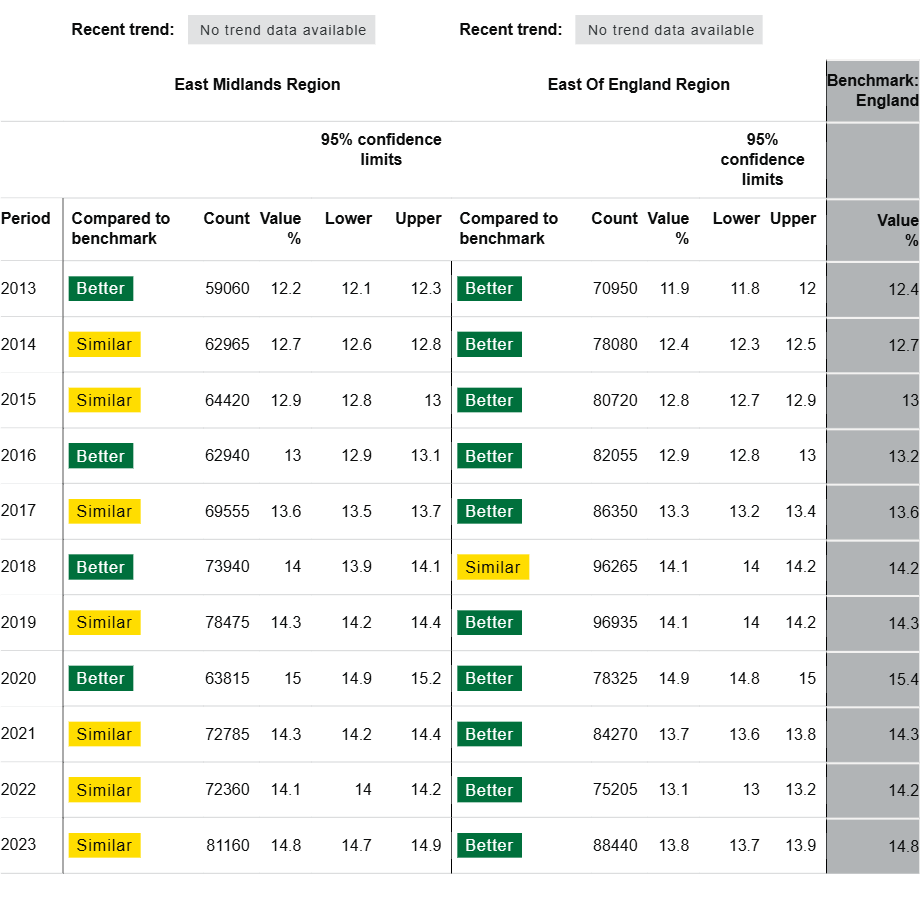 Recent trend: No trend data available Recent trend: No trend data available
East Midlands Region East Of England Region Benchmark:
England
95% confidence
limits
95%
confidence
limits
Period Compared to benchmark Count Value % Lower Upper Compared to benchmark Count Value % Lower Upper Value %
2013 Better 59060 12.2 12.1 12.3 Better 70950 11.9 11.8 12 12.4
2014 Similar 62965 12.7 12.6 12.8 Better 78080 12.4 12.3 12.5 12.7
2015 Similar 64420 12.9 12.8 13 Better 80720 12.8 12.7 12.9 13
2016 Better 62940 13 12.9 13.1 Better 82055 12.9 12.8 13 13.2
2017 Similar 69555 13.6 13.5 13.7 Better 86350 13.3 13.2 13.4 13.6
2018 Better 73940 14 13.9 14.1 Similar 96265 14.1 14 14.2 14.2
2019 Similar 78475 14.3 14.2 14.4 Better 96935 14.1 14 14.2 14.3
2020 Better 63815 15 14.9 15.2 Better 78325 14.9 14.8 15 15.4
2021 Similar 72785 14.3 14.2 14.4 Better 84270 13.7 13.6 13.8 14.3
2022 Similar 72360 14.1 14 14.2 Better 75205 13.1 13 13.2 14.2
2023 Similar 81160 14.8 14.7 14.9 Better 88440 13.8 13.7 13.9 14.8